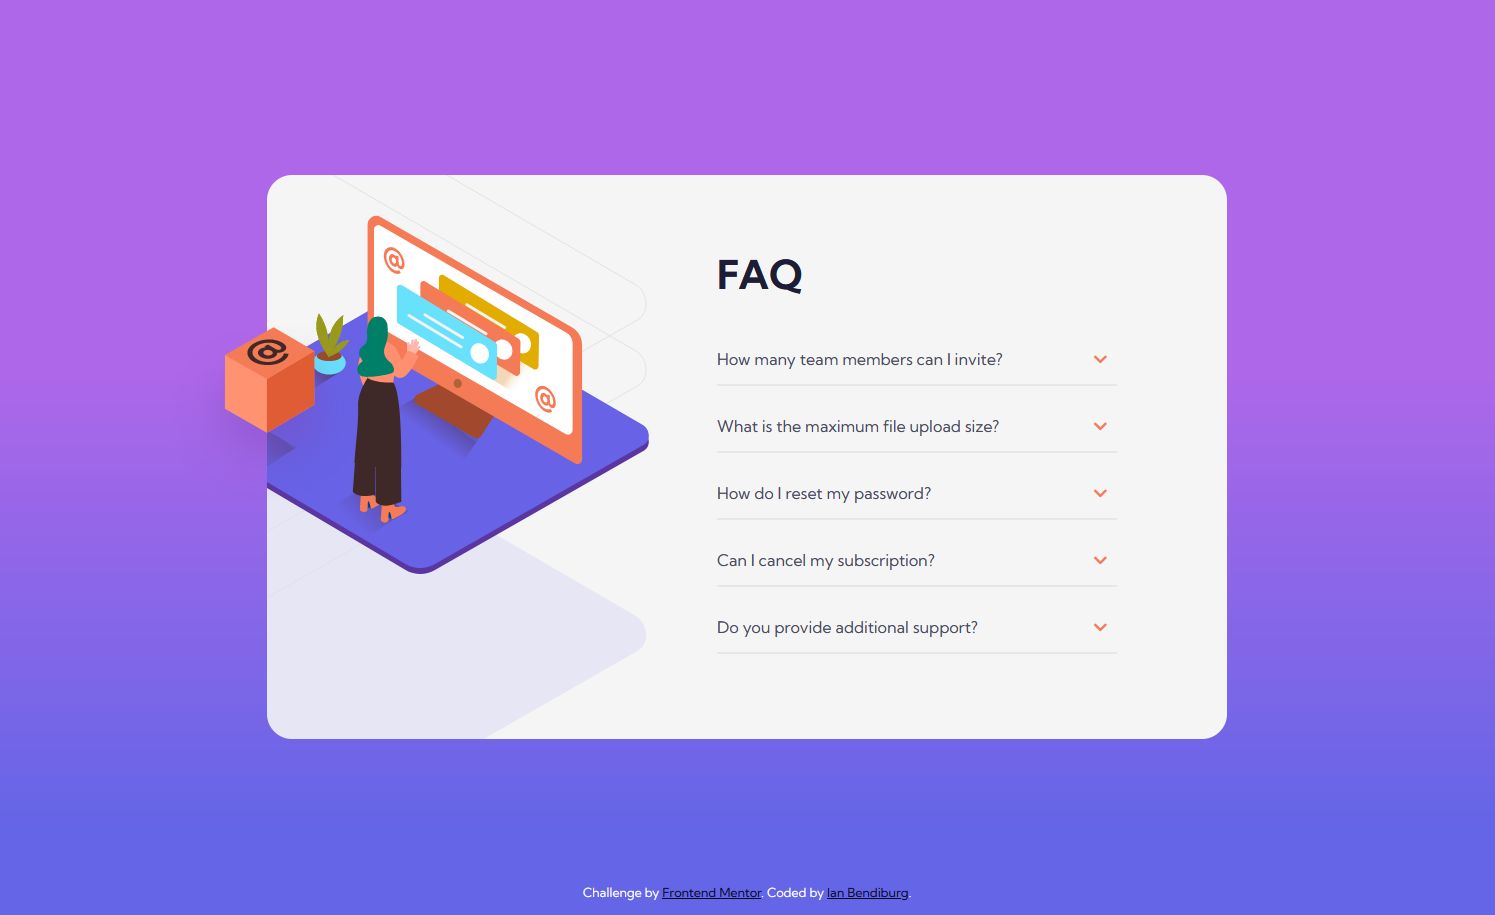 FAQ
How many team members can I invite?
What is the maximum file upload size?
How do I reset my password?
Can I cancel my subscription?
Do you provide additional support?
@
@
@
Challenge by Frontend Mentor. Coded by Ian Bendiburg.